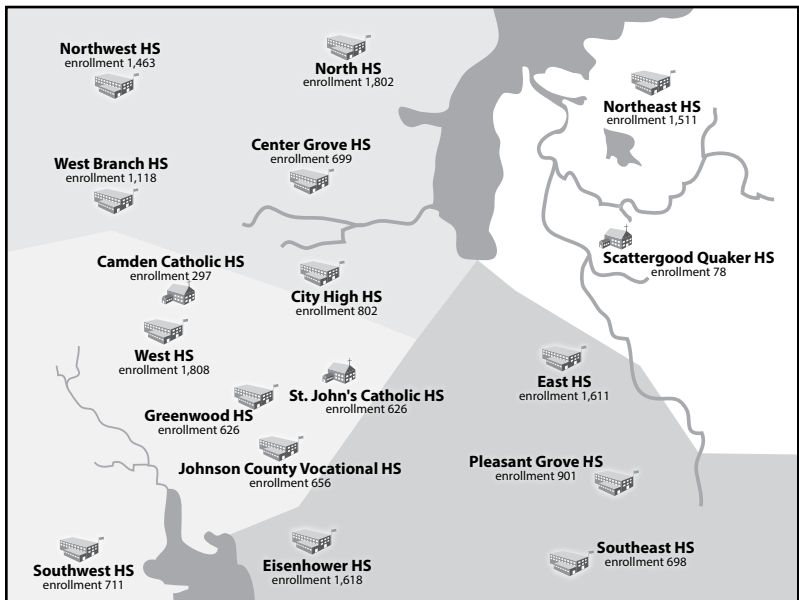 Northwest HS
enrollment 1,463
North HS
enrollment 1,802
Northeast HS
enrollment 1,511
Center Grove HS
enrollment 699
West Branch HS
enrollment 1,118
Scattergood Quaker HS
enrollment 78
Camden Catholic HS
enrollment 297
City High HS
enrollment 802
West HS
enrollment 1,808
East HS
enrollment 1,611
St. John's Catholic HS
enrollment 626
Greenwood HS
enrollment 626
Johnson County Vocational HS
enrollment 656
Pleasant Grove HS
enrollment 901
Southeast HS
enrollment 698
Eisenhower HS
enrollment 1,618
Southwest HS
enrollment 711